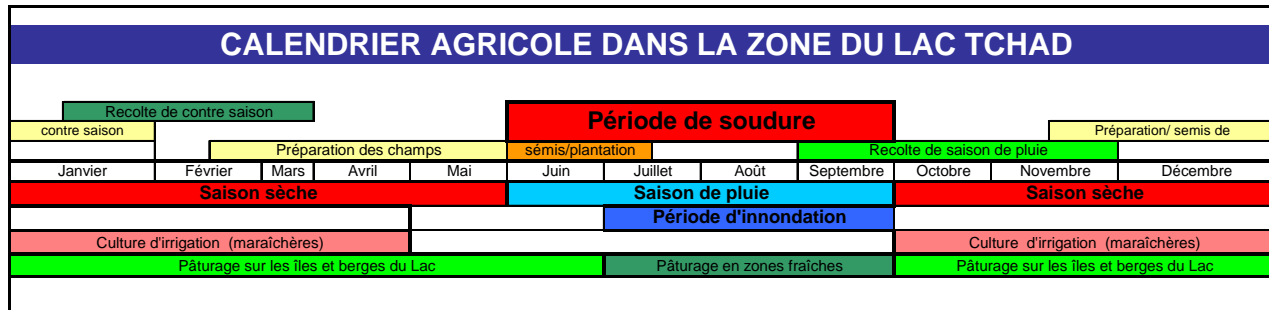 CALENDRIER AGRICOLE DANS LA ZONE DU LAC TCHAD
Recolte de contre saison
Période de soudure
contre saison
Préparation/ semis de
Préparation des champs
sémis/plantation
Recolte de saison de pluie
Janvier Février Mars Avril Mai Juin Juillet Août Septembre Octobre Novembre Décembre
Saison sèche Saison de pluie Saison sèche
Période d'innondation
Culture d'irrigation (maraîchères) Culture d'irrigation (maraîchères)
Pâturage sur les îles et berges du Lac Pâturage en zones fraîches Pâturage sur les îles et berges du Lac